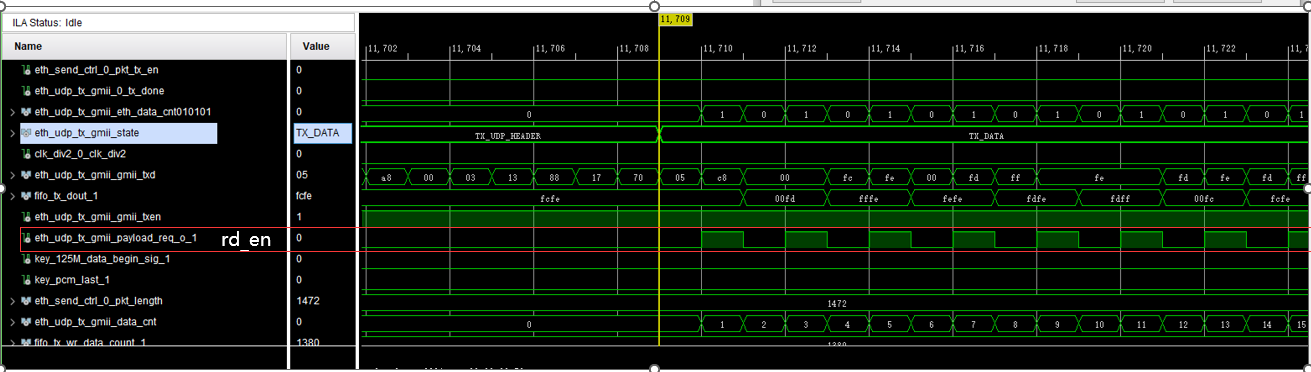 11,709
ILA Status: Idle
Name Value
11,702 11,704 11,706 11,708 11,710 11,712 11,714 11,716 11,718 11,720 11,722
eth_send_ctrl_0_pkt_tx_en 0
eth_udp_tx_gmii_0_tx_done 0
eth_udp_tx_gmii_eth_data_cnt010101 0 0 1 0 1 0 1 0 1 0 1 0 1 0 1 0 1
eth_udp_tx_gmii_state TX_DATA TX_UDP_HEADER TX_DATA
clk_div2_0_clk_div2 0
eth_udp_tx_gmii_gmii_txd 05 a8 00 03 13 88 17 70 05 c8 00 fc fe 00 fd ff fe fd fe fd ff
fifo_tx_dout_1 fcfe fcfe 00fd fffe fefe fdfe fdff 00fc fcfe
eth_udp_tx_gmii_gmii_txen 1
eth_udp_tx_gmii_payload_req_o_1 rd_en 0
key_125M_data_begin_sig_1 0
key_pcm_last_1 0
eth_send_ctrl_0_pkt_length 1472 1472
eth_udp_tx_gmii_data_cnt 0 0 1 2 3 4 5 6 7 8 9 10 11 12 13 14 15
fifo_tx_wr_data_count_1 1380 1380